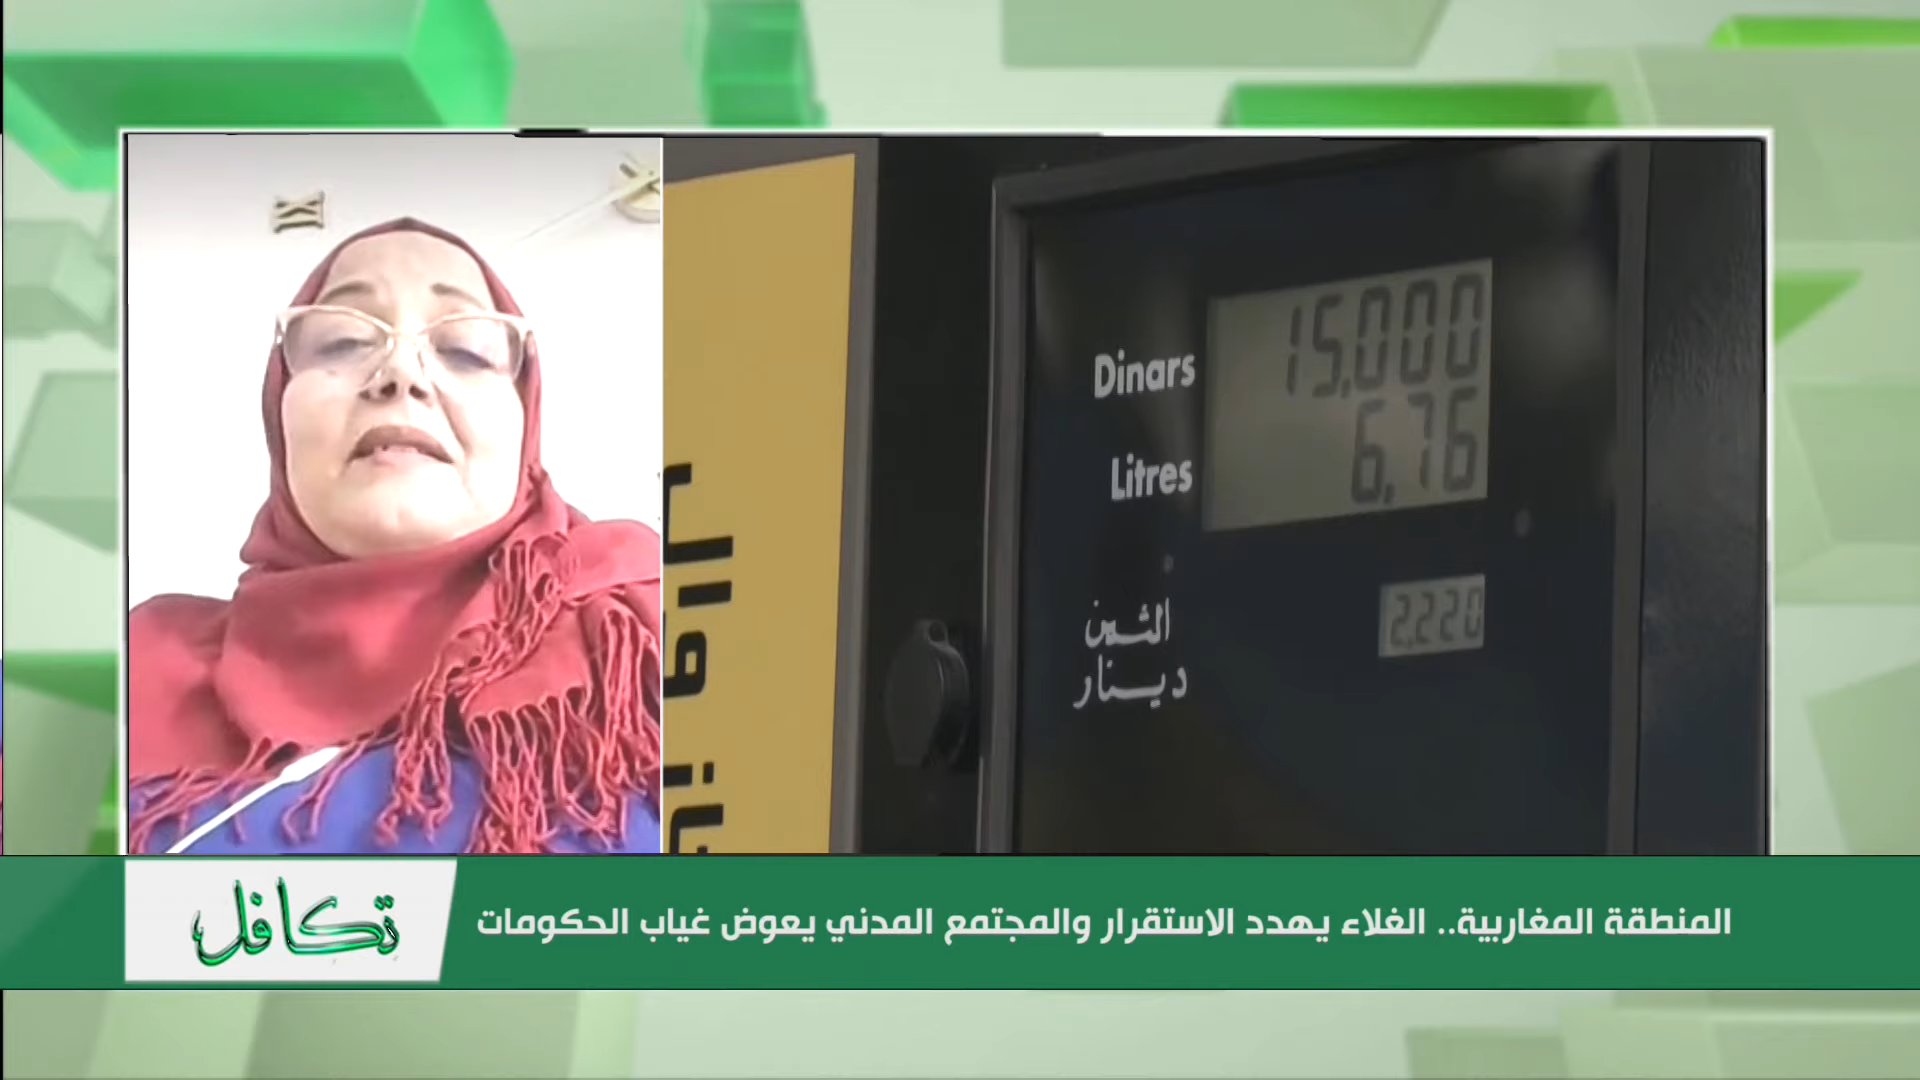 15,000
Dinars
6,76
Litres
2,220
الثمن
دينار
المنطقة المغاربية.. الغلاء يهدد الاستقرار والمجتمع المدني يعوض غياب الحكومات
تكافل